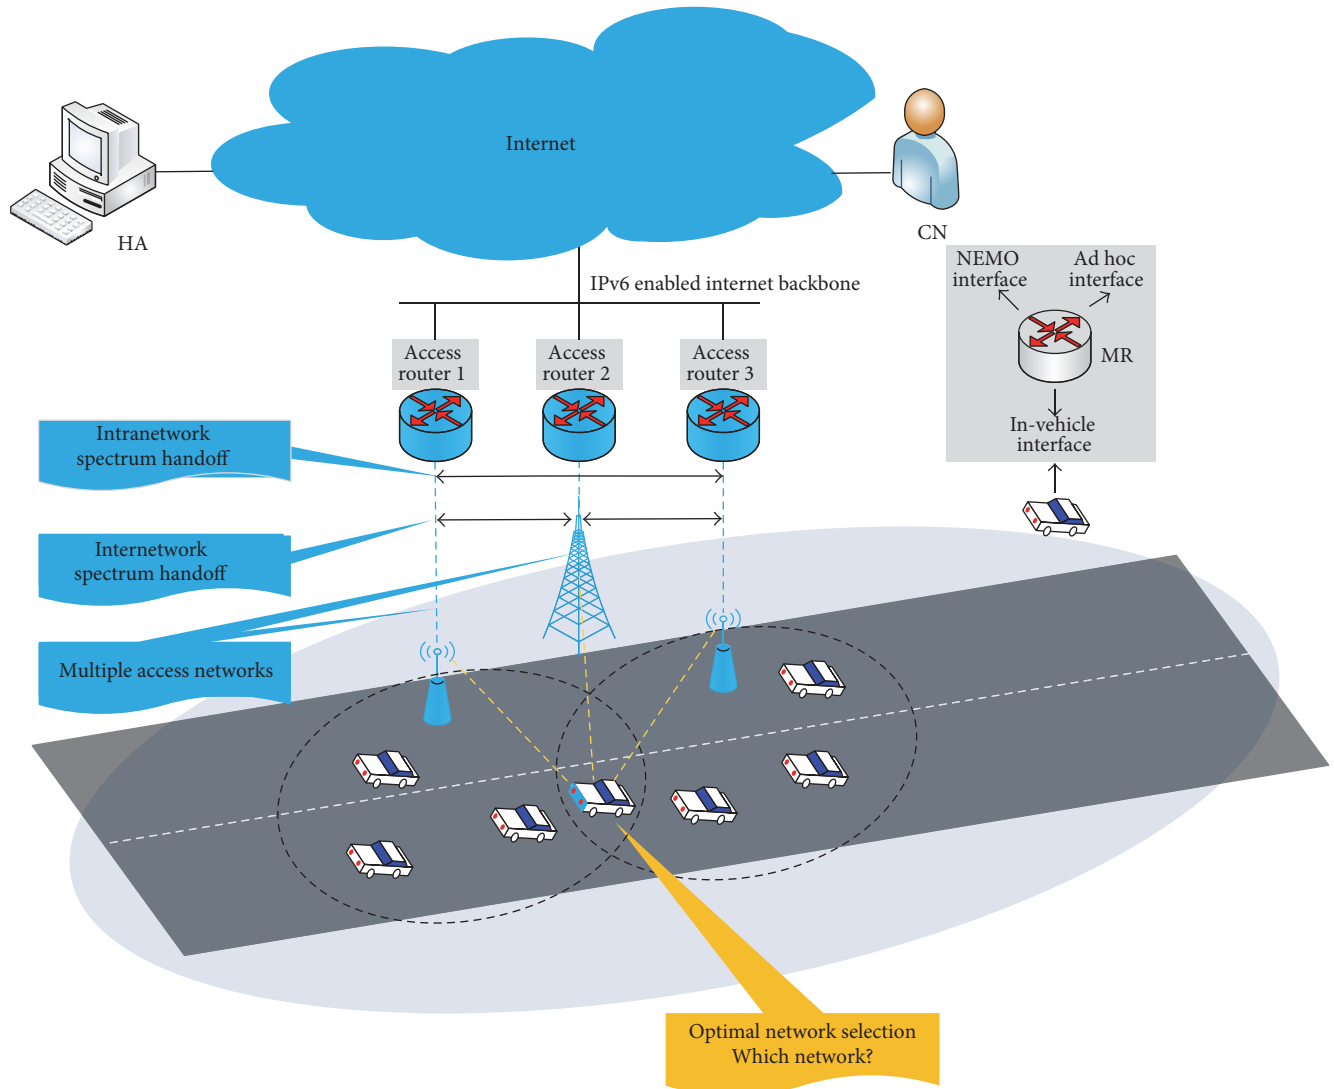 Internet
HA
CN
IPv6 enabled internet backbone
NEMO
interface
Ad hoc
interface
MR
In-vehicle
interface
Access
router 1
Access
router 2
Access
router 3
Intranetwork
spectrum handoff
Internetwork
spectrum handoff
Multiple access networks
Optimal network selection
Which network?